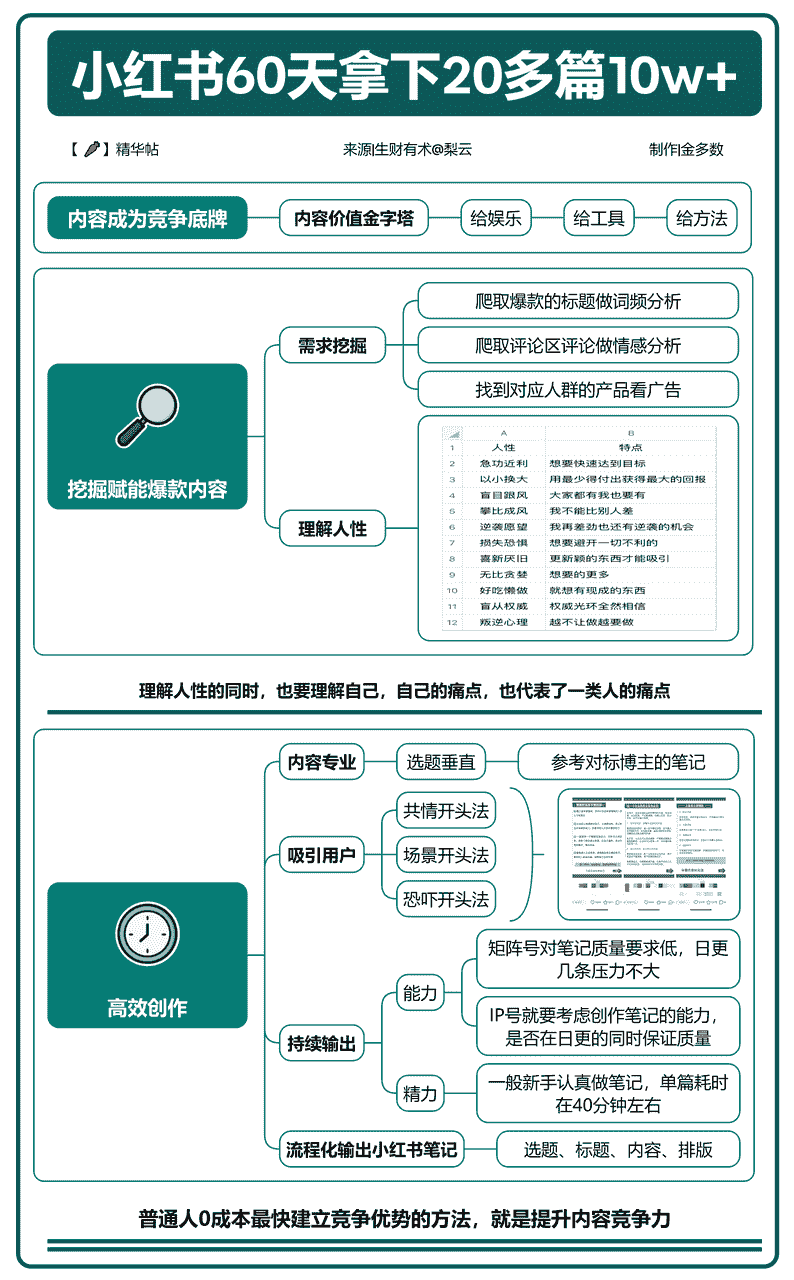 小红书60天拿下20多篇10w+
【 】精华帖
来源|生财有术@梨云
制作|金多数
内容成为竞争底牌
内容价值金字塔
给娱乐
给工具
给方法
挖掘赋能爆款内容
需求挖掘
爬取爆款的标题做词频分析
爬取评论区评论做情感分析
找到对应人群的产品看广告
理解人性
A B
1 人性 特点
2 急功近利 想要快速达到目标
3 以小换大 用最少得付出获得最大的回报
4 盲目跟风 大家都有我也要有
5 攀比成风 我不能比别人差
6 逆袭愿望 我再差劲也还有逆袭的机会
7 损失恐惧 想要避开一切不利的
8 喜新厌旧 更新颖的东西才能吸引
9 无比贪婪 想要的更多
10 好吃懒做 就想有现成的东西
11 盲从权威 权威光环全然相信
12 叛逆心理 越不让做越要做
理解人性的同时，也要理解自己，自己的痛点，也代表了一类人的痛点
高效创作
内容专业
选题垂直
参考对标博主的笔记
吸引用户
共情开头法
场景开头法
恐吓开头法
持续输出
能力
矩阵号对笔记质量要求低，日更
几条压力不大
IP号就要考虑创作笔记的能力，
是否在日更的同时保证质量
精力
一般新手认真做笔记，单篇耗时
在40分钟左右
流程化输出小红书笔记
选题、标题、内容、排版
普通人0成本最快建立竞争优势的方法，就是提升内容竞争力